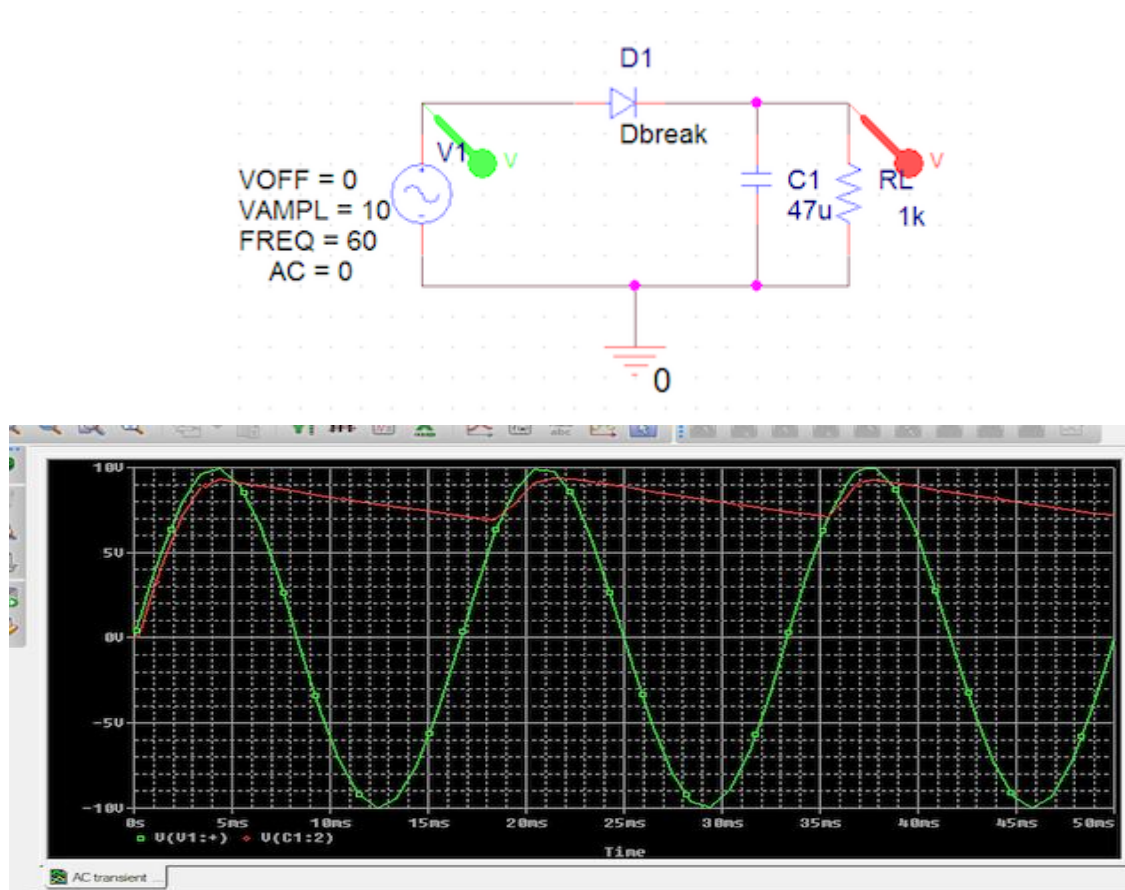 D1
Dbreak
V1
V
VOFF = 0
VAMPL = 10
FREQ = 60
AC = 0
C1
47u
RL
1k
V
0
abc
10V
5V
0V
-5V
-10V
0s 5ms 10ms 15ms 20ms 25ms 30ms 35ms 40ms 45ms 50ms
V(V1:+) V(C1:2)
Time
AC transient ...